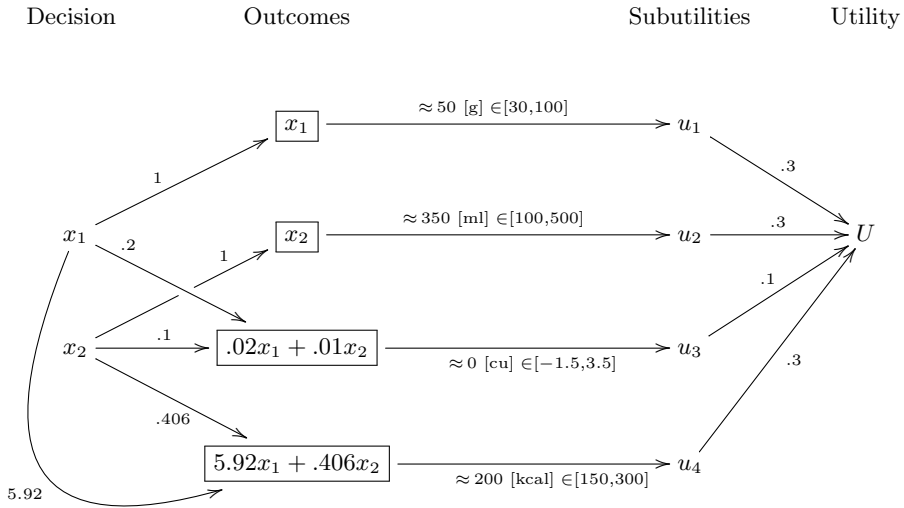 Decision Outcomes Subutilities Utility
x₁ ≈50 [g] ∈[30,100] u₁
1 .3
x₁ x₂ ≈350 [ml] ∈[100,500] u₂ .3 U
.2 1
.1
x₂ .1 .02x₁ + .01x₂ ≈0 [cu] ∈[−1.5,3.5] u₃
.3
.406
5.92x₁ + .406x₂ ≈200 [kcal] ∈[150,300] u₄
5.92